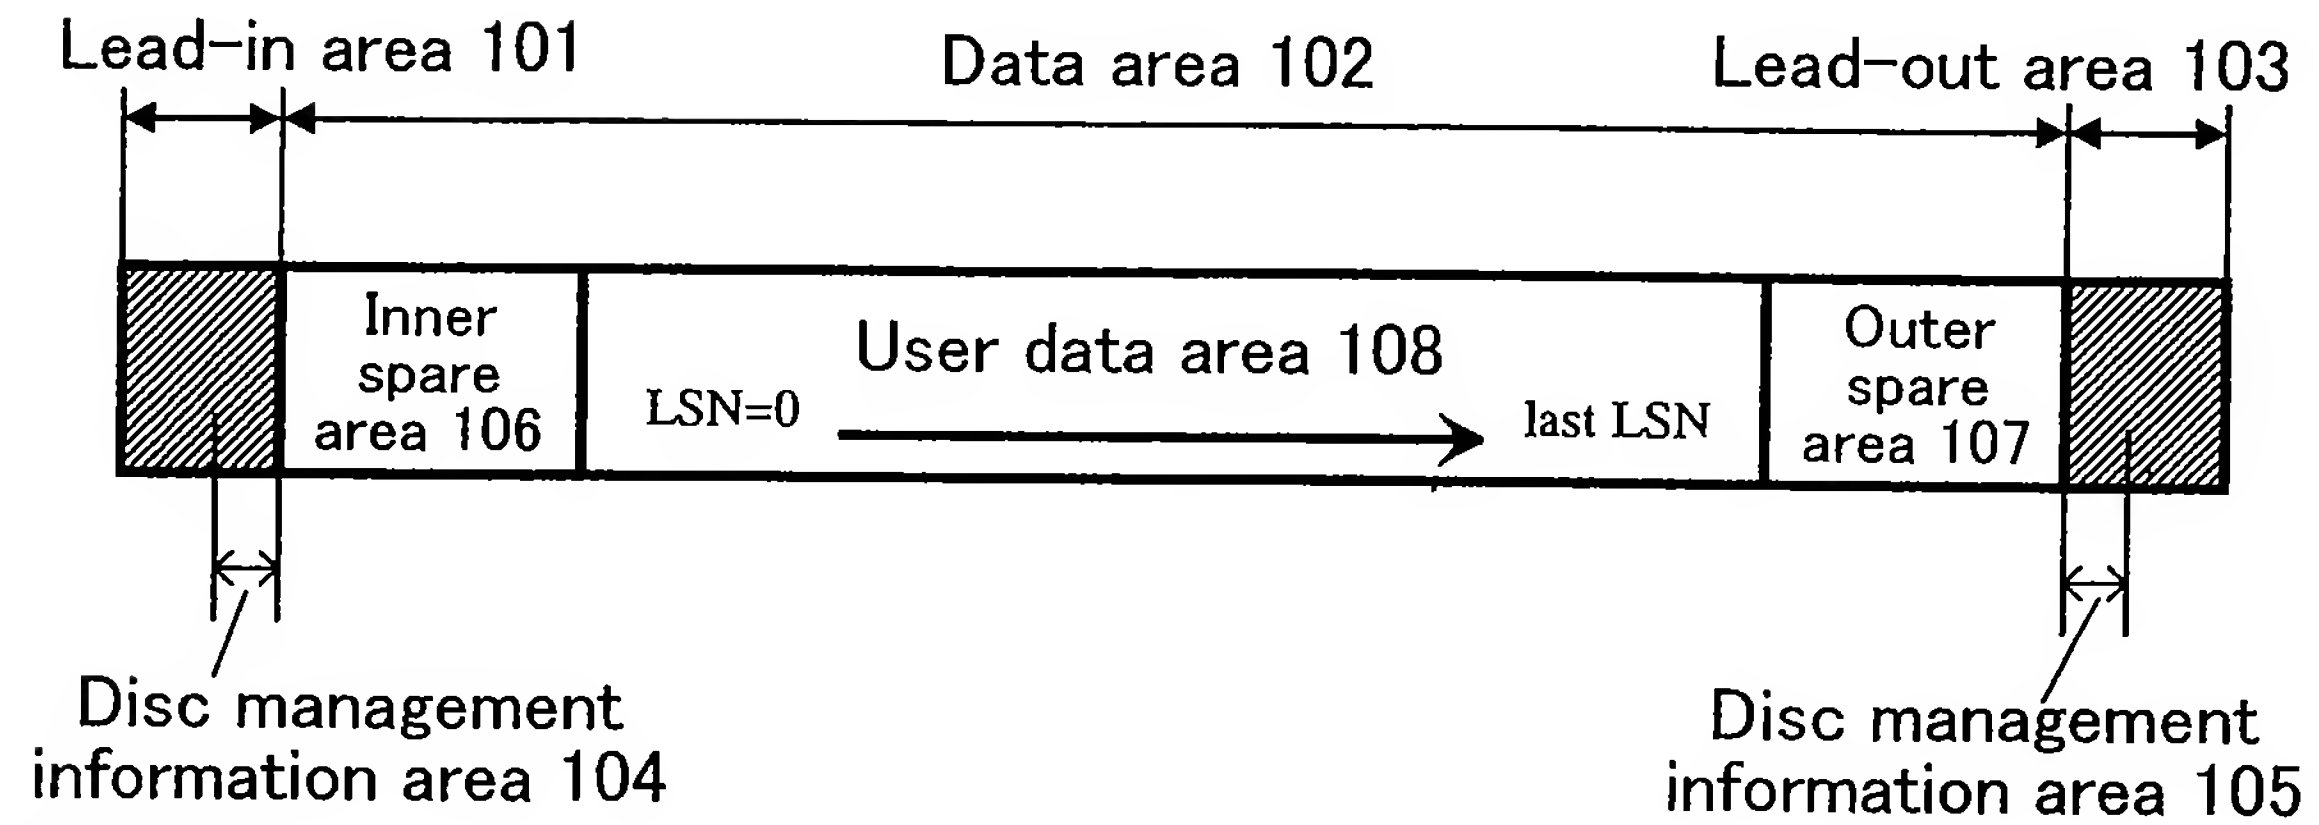 Lead-in area 101
Data area 102
Lead-out area 103
Inner
spare
area 106
User data area 108
LSN=0
last LSN
Outer
spare
area 107
Disc management
information area 104
Disc management
information area 105